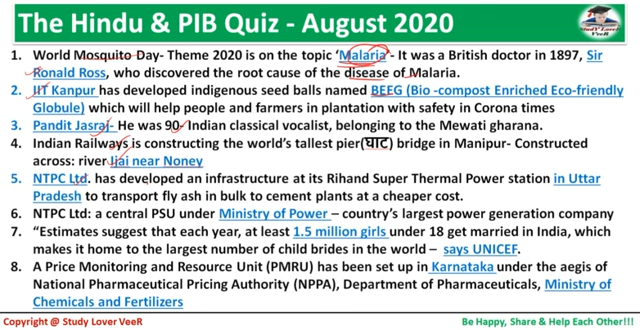 The Hindu & PIB Quiz - August 2020
StudY LoveR
VeeR
1. World Mosquito Day- Theme 2020 is on the topic ‘Malaria’- It was a British doctor in 1897, Sir
Ronald Ross, who discovered the root cause of the disease of Malaria.
2. IIT Kanpur has developed indigenous seed balls named BEEG (Bio -compost Enriched Eco-friendly
Globule) which will help people and farmers in plantation with safety in Corona times
3. Pandit Jasraj- He was 90- Indian classical vocalist, belonging to the Mewati gharana.
4. Indian Railways is constructing the world’s tallest pier(घाट) bridge in Manipur- Constructed
across: river Ijai near Noney
5. NTPC Ltd. has developed an infrastructure at its Rihand Super Thermal Power station in Uttar
Pradesh to transport fly ash in bulk to cement plants at a cheaper cost.
6. NTPC Ltd: a central PSU under Ministry of Power – country’s largest power generation company
7. “Estimates suggest that each year, at least 1.5 million girls under 18 get married in India, which
makes it home to the largest number of child brides in the world – says UNICEF.
8. A Price Monitoring and Resource Unit (PMRU) has been set up in Karnataka under the aegis of
National Pharmaceutical Pricing Authority (NPPA), Department of Pharmaceuticals, Ministry of
Chemicals and Fertilizers
Copyright @ Study Lover VeeR
Be Happy, Share & Help Each Other!!!